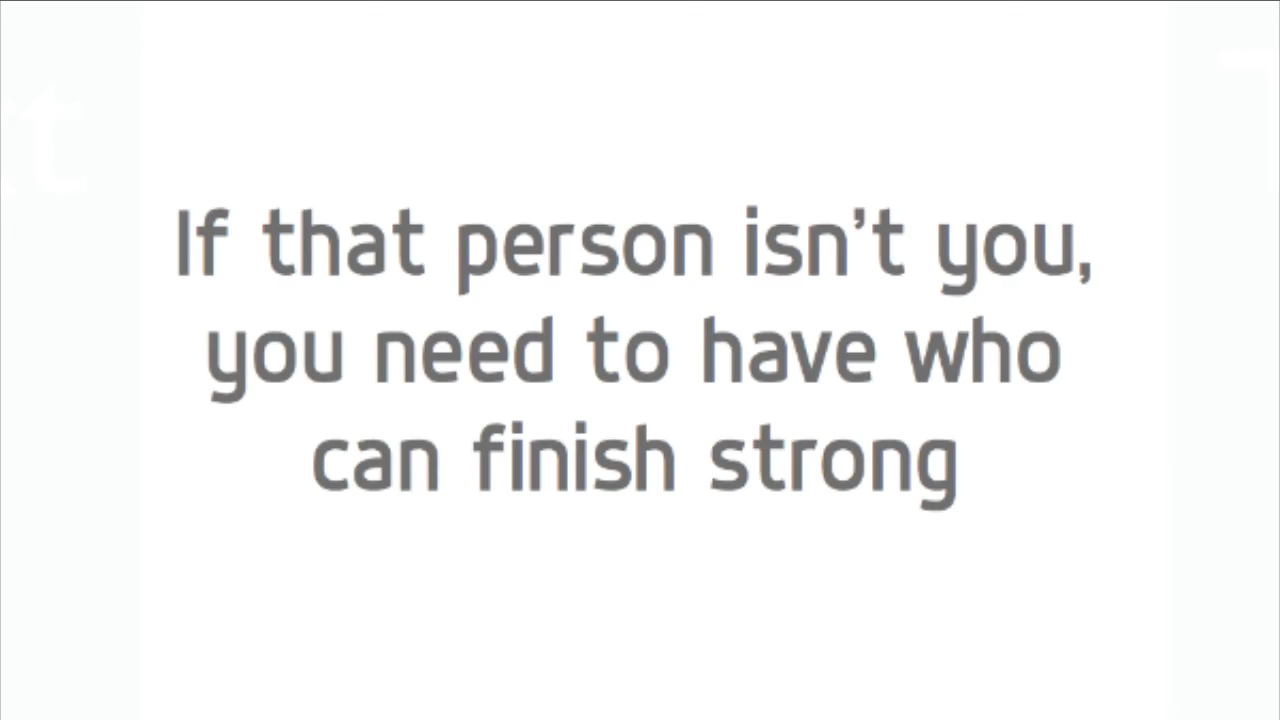 If that person isn’t you,
you need to have who
can finish strong